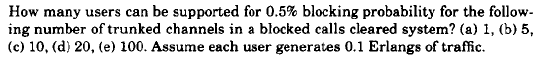 How many users can be supported for 0.5% blocking probability for the follow-
ing number of trunked channels in a blocked calls cleared system? (a) 1, (b) 5,
(c) 10, (d) 20, (e) 100. Assume each user generates 0.1 Erlangs of traffic.